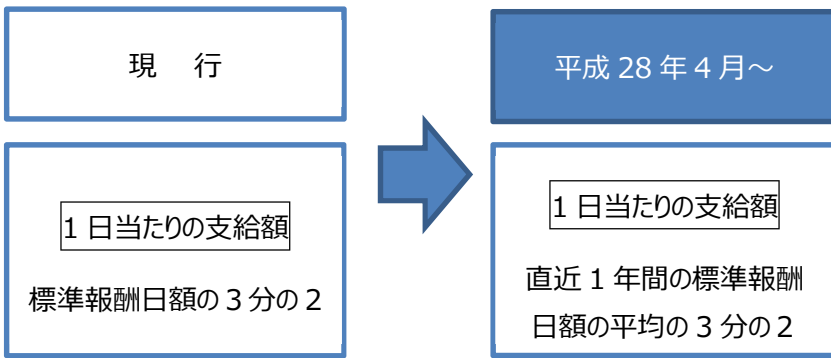 現 行
平成 28 年 4 月～
1 日当たりの支給額
標準報酬日額の 3 分の 2
1 日当たりの支給額
直近 1 年間の標準報酬
日額の平均の 3 分の 2